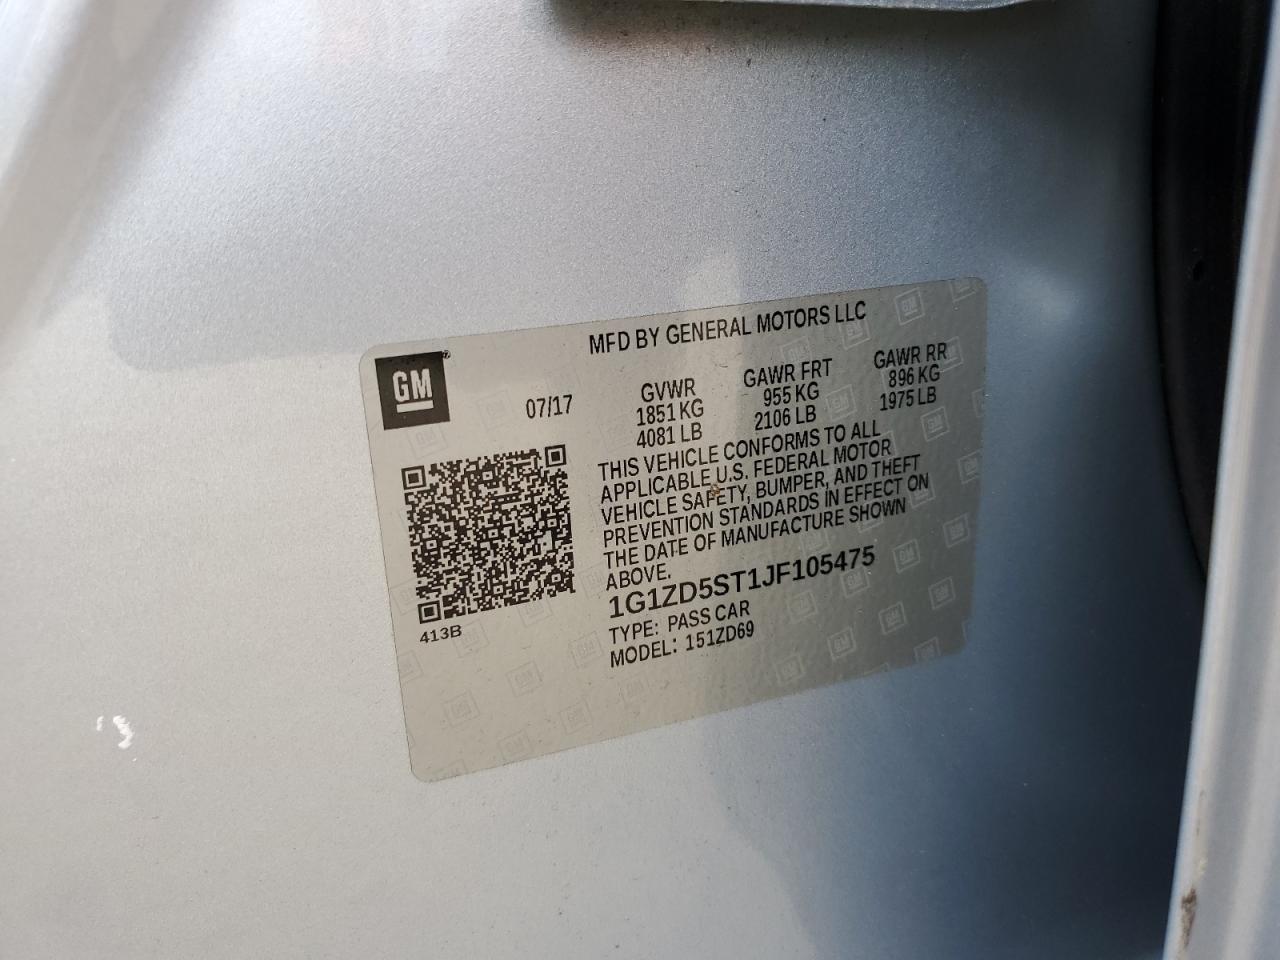 MFD BY GENERAL MOTORS LLC
GM
07/17
GVWR GAWR FRT GAWR RR
1851 KG 955 KG 896 KG
4081 LB 2106 LB 1975 LB
THIS VEHICLE CONFORMS TO ALL
APPLICABLE U.S. FEDERAL MOTOR
VEHICLE SAFETY, BUMPER, AND THEFT
PREVENTION STANDARDS IN EFFECT ON
THE DATE OF MANUFACTURE SHOWN
ABOVE.
1G1ZD5ST1JF105475
TYPE: PASS CAR
MODEL: 151ZD69
413B